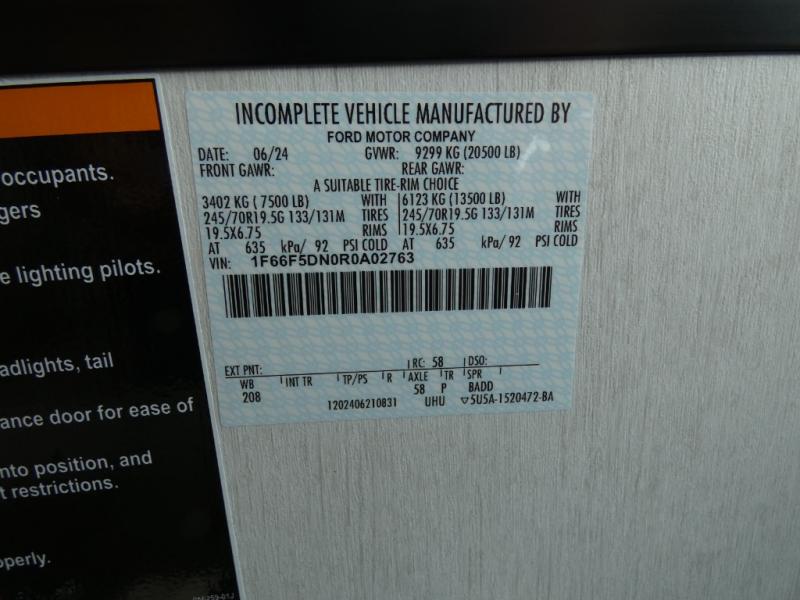 occupants.
gers
e lighting pilots.
adlights, tail
ance door for ease of
nto position, and
t restrictions.
operly.
INCOMPLETE VEHICLE MANUFACTURED BY
FORD MOTOR COMPANY
DATE: 06/24 GVWR: 9299 KG (20500 LB)
FRONT GAWR: REAR GAWR:
A SUITABLE TIRE-RIM CHOICE
3402 KG ( 7500 LB) WITH 6123 KG (13500 LB) WITH
245/70R19.5G 133/131M TIRES 245/70R19.5G 133/131M TIRES
19.5X6.75 RIMS 19.5X6.75 RIMS
AT 635 kPa/ 92 PSI COLD AT 635 kPa/ 92 PSI COLD
VIN: 1F66F5DN0R0A02763
EXT PNT: RC: 58 DSO:
WB INT TR TP/PS R AXLE TR SPR
208 58 P BADD
1202406210831 UHU ▽5U5A-1520472-BA